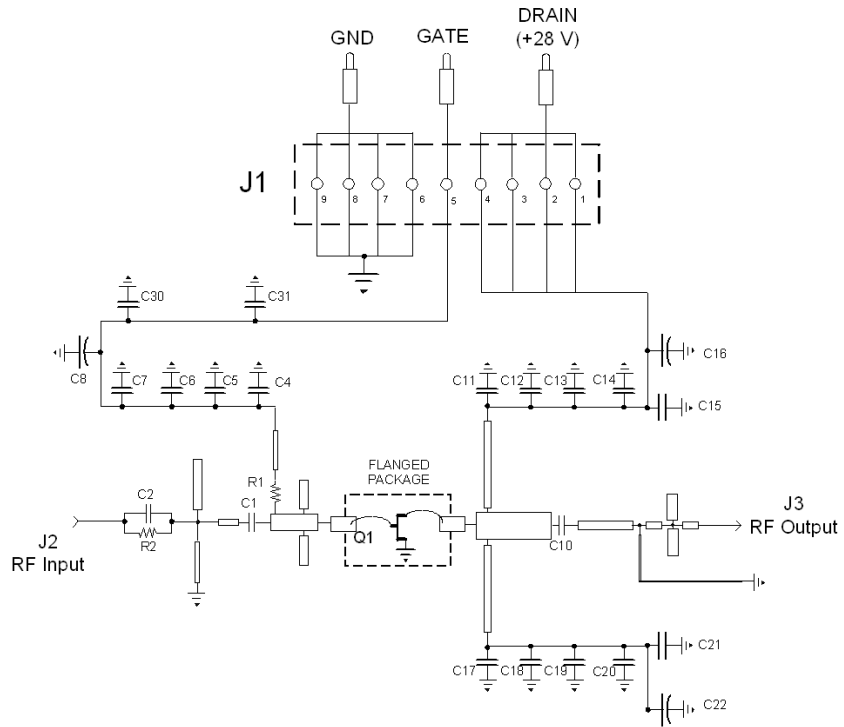 GND
GATE
DRAIN
(+28 V)
J1
9
8
7
6
5
4
3
2
1
C30
C31
C8
C7
C6
C5
C4
C11
C12
C13
C14
C16
C15
R1
FLANGED
PACKAGE
C2
R2
C1
Q1
C10
J2
RF Input
J3
RF Output
C17
C18
C19
C20
C21
C22